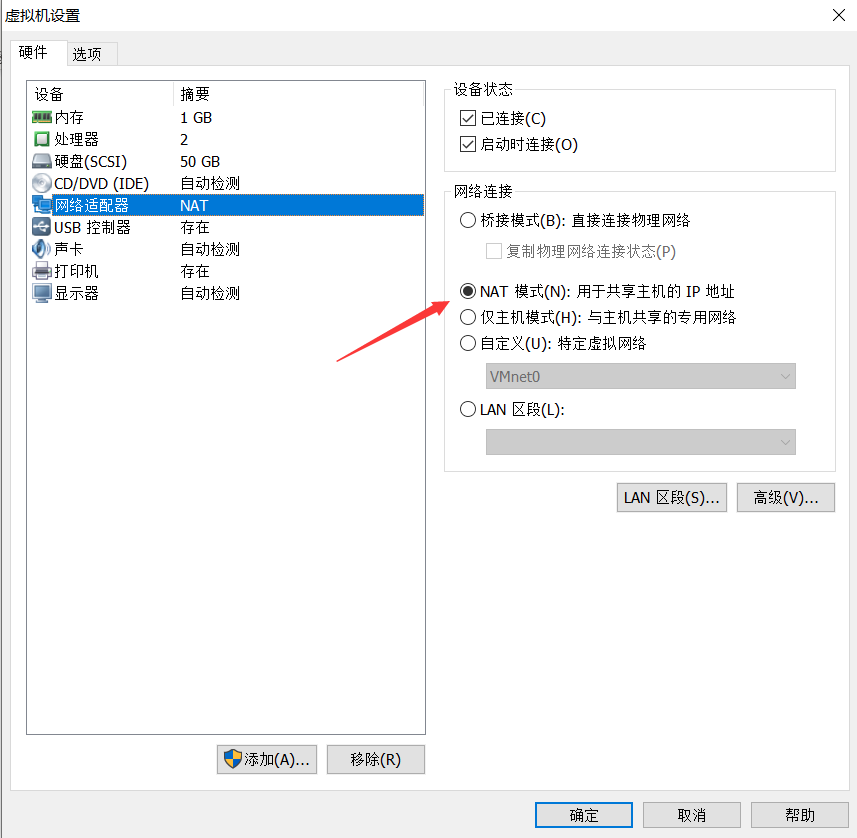 虚拟机设置
硬件 选项
设备 摘要
内存 1 GB
处理器 2
硬盘(SCSI) 50 GB
CD/DVD (IDE) 自动检测
网络适配器 NAT
USB 控制器 存在
声卡 自动检测
打印机 存在
显示器 自动检测
添加(A)... 移除(R)
设备状态
已连接(C)
启动时连接(O)
网络连接
桥接模式(B): 直接连接物理网络
复制物理网络连接状态(P)
NAT 模式(N): 用于共享主机的 IP 地址
仅主机模式(H): 与主机共享的专用网络
自定义(U): 特定虚拟网络
VMnet0
LAN 区段(L):
LAN 区段(S)... 高级(V)...
确定 取消 帮助